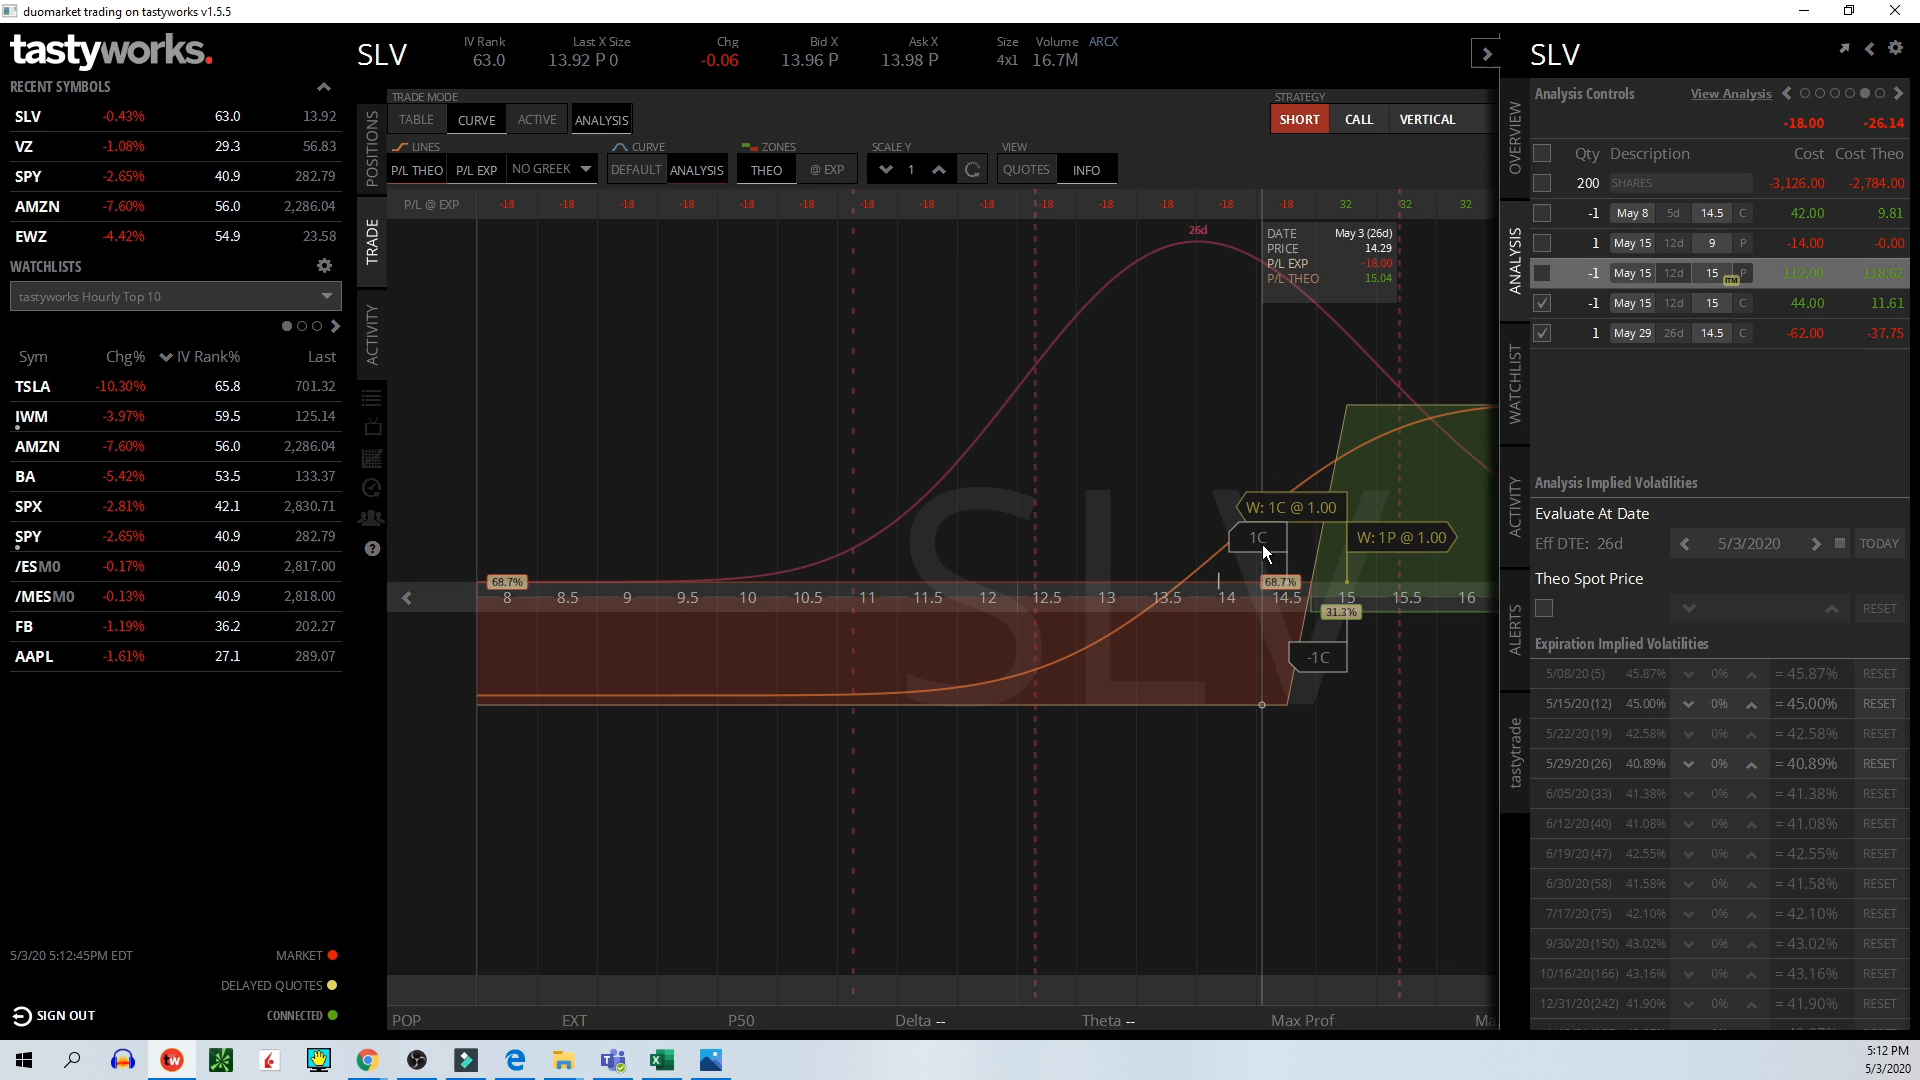 duomarket trading on tastyworks v1.5.5
tastyworks.
RECENT SYMBOLS
SLV -0.43% 63.0 13.92
VZ -1.08% 29.3 56.83
SPY -2.65% 40.9 282.79
AMZN -7.60% 56.0 2,286.04
EWZ -4.42% 54.9 23.58
WATCHLISTS
tastyworks Hourly Top 10
Sym Chg% IV Rank% Last
TSLA -10.30% 65.8 701.32
IWM -3.97% 59.5 125.14
AMZN -7.60% 56.0 2,286.04
BA -5.42% 53.5 133.37
SPX -2.81% 42.1 2,830.71
SPY -2.65% 40.9 282.79
/ESM0 -0.17% 40.9 2,817.00
/MESM0 -0.13% 40.9 2,818.00
FB -1.19% 36.2 202.27
AAPL -1.61% 27.1 289.07
5/3/20 5:12:45PM EDT MARKET
DELAYED QUOTES
SIGN OUT CONNECTED
SLV
IV Rank Last X Size Chg Bid X Ask X Size Volume ARCX
63.0 13.92 P 0 -0.06 13.96 P 13.98 P 4x1 16.7M
POSITIONS
TRADE
ACTIVITY
TRADE MODE STRATEGY
TABLE CURVE ACTIVE ANALYSIS SHORT CALL VERTICAL
LINES CURVE ZONES SCALE Y VIEW
P/L THEO P/L EXP NO GREEK DEFAULT ANALYSIS THEO @ EXP 1 QUOTES INFO
P/L @ EXP -18 -18 -18 -18 -18 -18 -18 -18 -18 -18 -18 -18 -18 -18 32 32 32
26d
DATE May 3 (26d)
PRICE 14.29
P/L EXP -18.00
P/L THEO 15.04
SLV
W: 1C @ 1.00
1C W: 1P @ 1.00
68.7% 68.7%
8 8.5 9 9.5 10 10.5 11 11.5 12 12.5 13 13.5 14 14.5 15 15.5 16
31.3%
-1C
POP EXT P50 Delta -- Theta -- Max Prof Ma
SLV
OVERVIEW
ANALYSIS
WATCHLIST
ACTIVITY
ALERTS
tastytrade
Analysis Controls View Analysis
-18.00 -26.14
Qty Description Cost Cost Theo
200 SHARES -3,126.00 -2,784.00
-1 May 8 5d 14.5 C 42.00 9.81
1 May 15 12d 9 P -14.00 -0.00
-1 May 15 12d 15 P 112.00 118.62
ITM
-1 May 15 12d 15 C 44.00 11.61
1 May 29 26d 14.5 C -62.00 -37.75
Analysis Implied Volatilities
Evaluate At Date
Eff DTE: 26d 5/3/2020 TODAY
Theo Spot Price
RESET
Expiration Implied Volatilities
5/08/20 (5) 45.87% 0% = 45.87% RESET
5/15/20 (12) 45.00% 0% = 45.00% RESET
5/22/20 (19) 42.58% 0% = 42.58% RESET
5/29/20 (26) 40.89% 0% = 40.89% RESET
6/05/20 (33) 41.38% 0% = 41.38% RESET
6/12/20 (40) 41.08% 0% = 41.08% RESET
6/19/20 (47) 42.55% 0% = 42.55% RESET
6/30/20 (58) 41.58% 0% = 41.58% RESET
7/17/20 (75) 42.10% 0% = 42.10% RESET
9/30/20 (150) 43.02% 0% = 43.02% RESET
10/16/20 (166) 43.16% 0% = 43.16% RESET
12/31/20 (242) 41.90% 0% = 41.90% RESET
tw
5:12 PM
5/3/2020